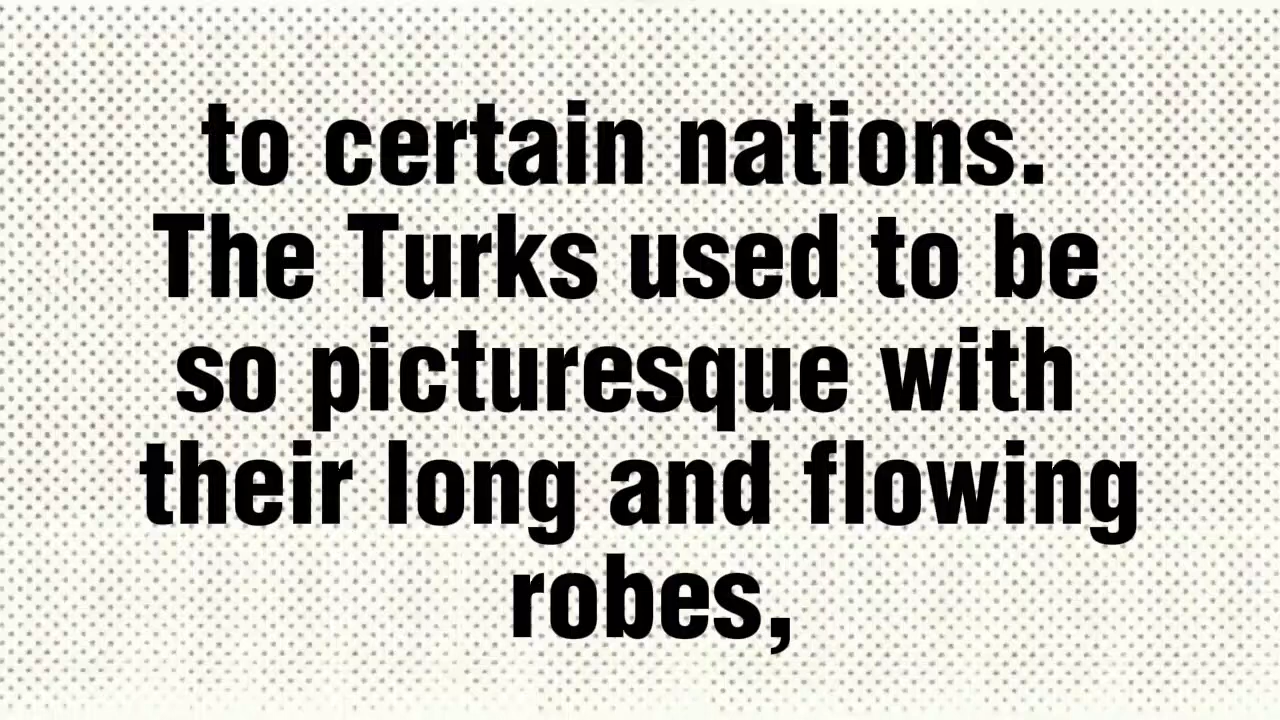 to certain nations.
The Turks used to be
so picturesque with
their long and flowing
robes,